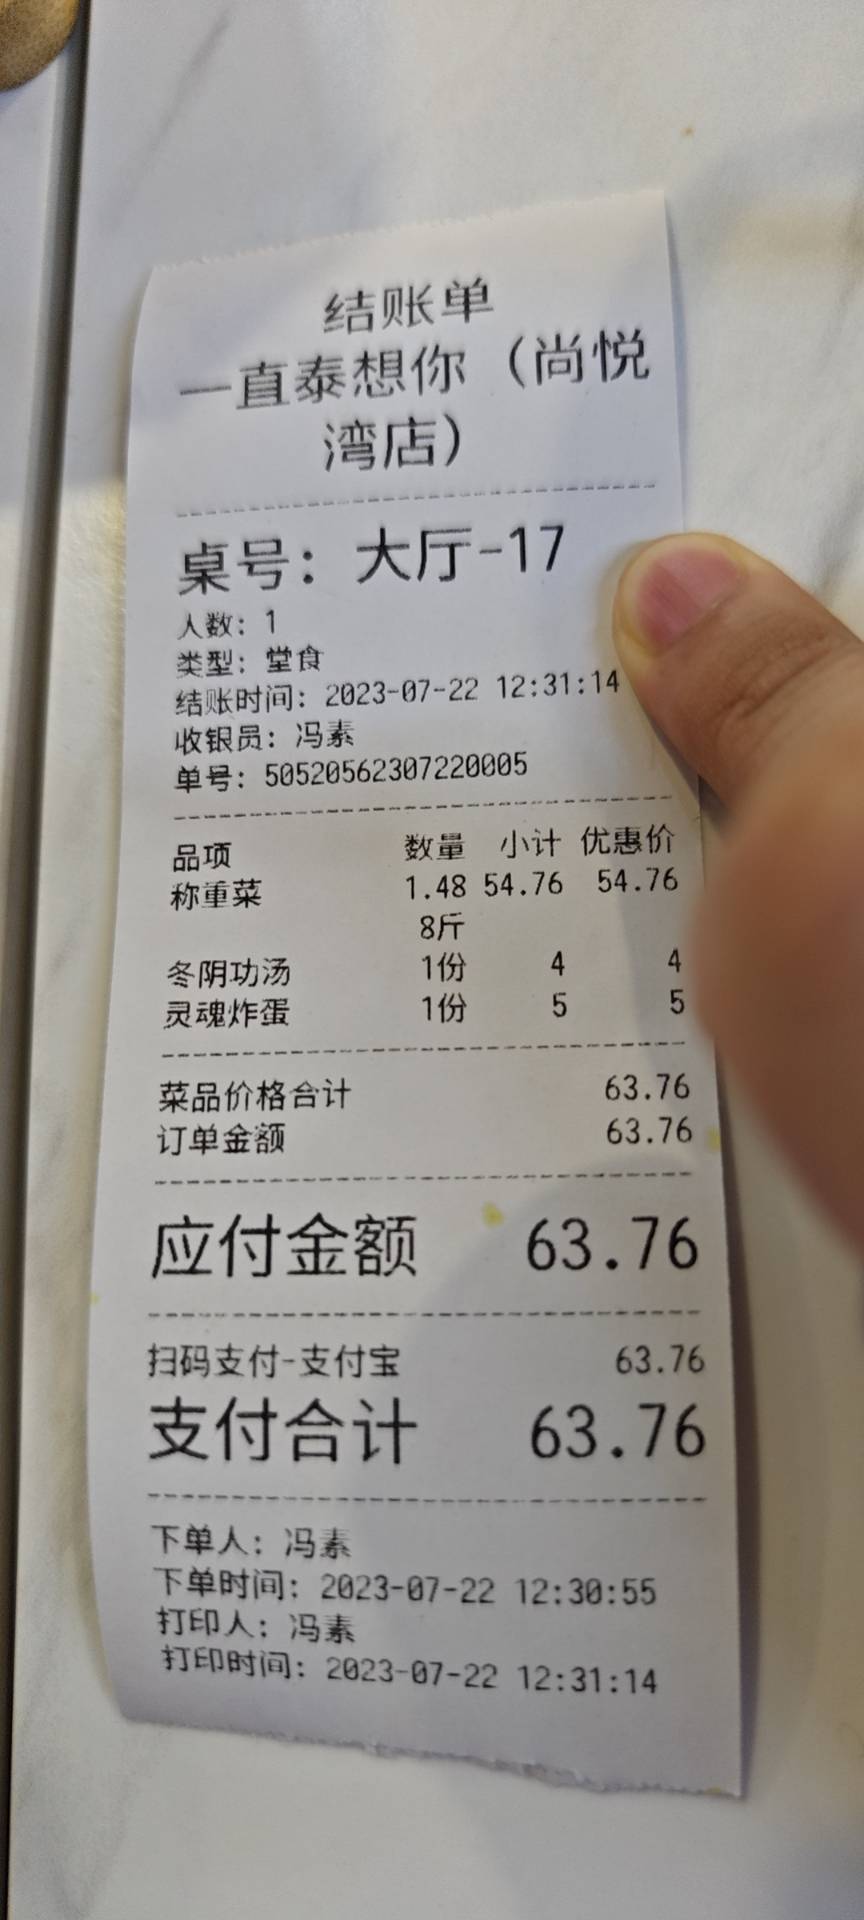 结账单
一直泰想你（尚悦
湾店）
桌号：大厅-17
人数：1
类型：堂食
结账时间：2023-07-22 12:31:14
收银员：冯素
单号：50520562307220005
品项 数量 小计 优惠价
称重菜 1.48 54.76 54.76
8斤
冬阴功汤 1份 4 4
灵魂炸蛋 1份 5 5
菜品价格合计 63.76
订单金额 63.76
应付金额 63.76
扫码支付-支付宝 63.76
支付合计 63.76
下单人：冯素
下单时间：2023-07-22 12:30:55
打印人：冯素
打印时间：2023-07-22 12:31:14